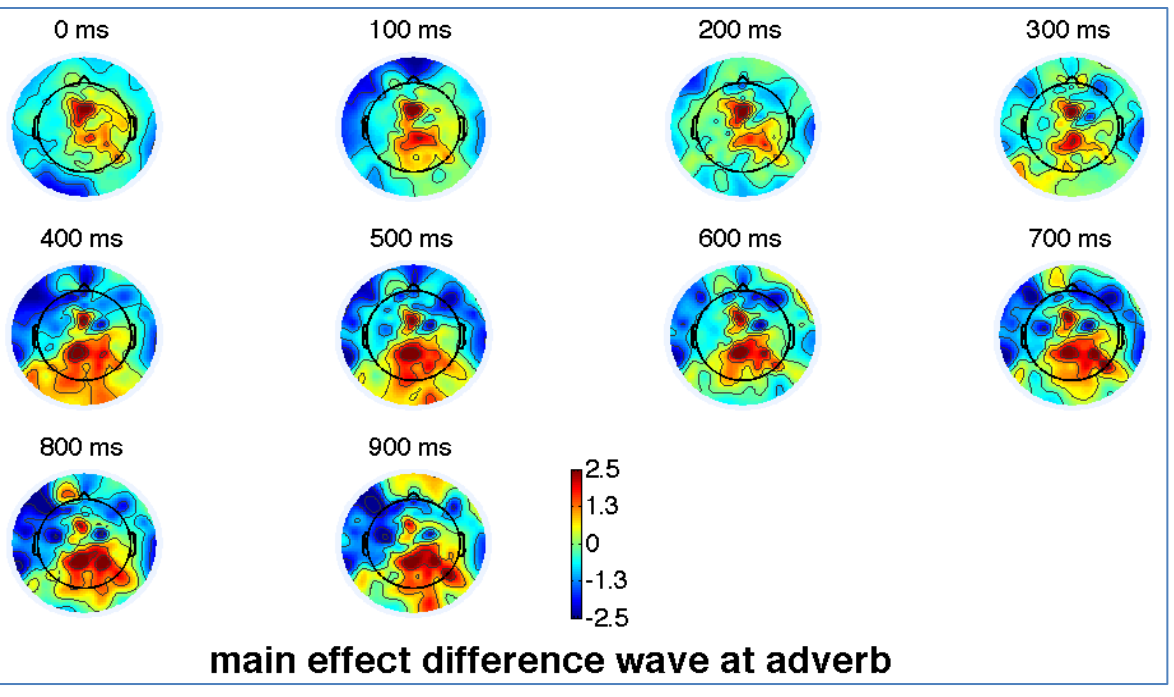 0 ms
100 ms
200 ms
300 ms
400 ms
500 ms
600 ms
700 ms
800 ms
900 ms
2.5
1.3
0
-1.3
-2.5
main effect difference wave at adverb